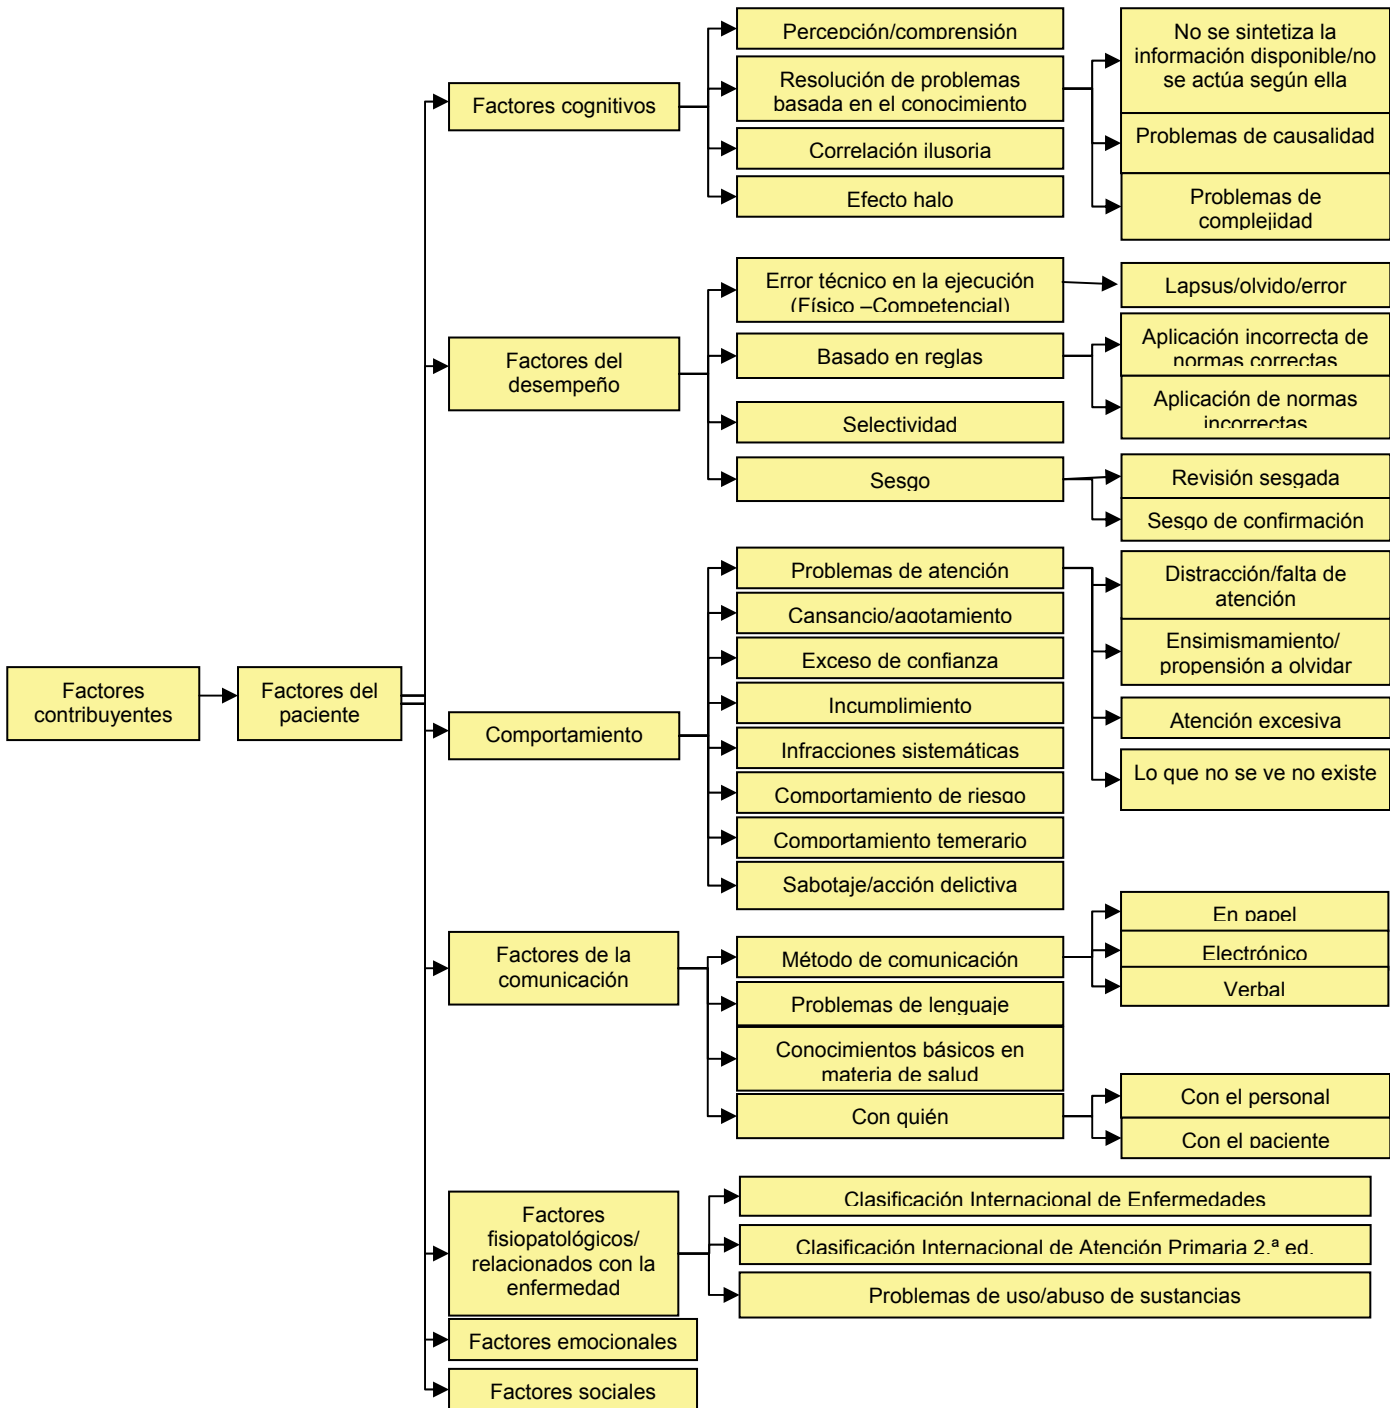 Factores
contribuyentes
Factores del
paciente
Factores cognitivos
Percepción/comprensión
Resolución de problemas
basada en el conocimiento
No se sintetiza la
información disponible/no
se actúa según ella
Problemas de causalidad
Problemas de
complejidad
Correlación ilusoria
Efecto halo
Factores del
desempeño
Error técnico en la ejecución
(Físico –Competencial)
Lapsus/olvido/error
Basado en reglas
Aplicación incorrecta de
normas correctas
Aplicación de normas
incorrectas
Selectividad
Sesgo
Revisión sesgada
Sesgo de confirmación
Comportamiento
Problemas de atención
Distracción/falta de
atención
Ensimismamiento/
propensión a olvidar
Atención excesiva
Lo que no se ve no existe
Cansancio/agotamiento
Exceso de confianza
Incumplimiento
Infracciones sistemáticas
Comportamiento de riesgo
Comportamiento temerario
Sabotaje/acción delictiva
Factores de la
comunicación
Método de comunicación
En papel
Electrónico
Verbal
Problemas de lenguaje
Conocimientos básicos en
materia de salud
Con quién
Con el personal
Con el paciente
Factores
fisiopatológicos/
relacionados con la
enfermedad
Clasificación Internacional de Enfermedades
Clasificación Internacional de Atención Primaria 2.ª ed.
Problemas de uso/abuso de sustancias
Factores emocionales
Factores sociales